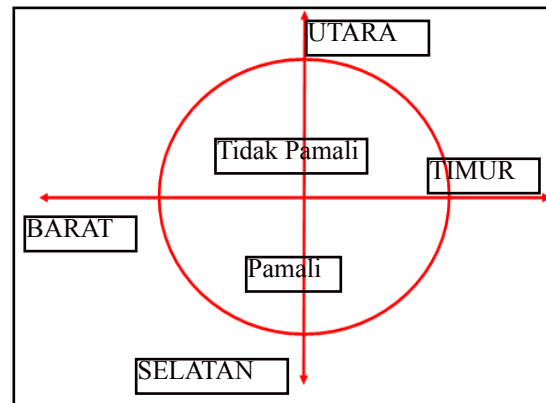 UTARA
Tidak Pamali
TIMUR
BARAT
Pamali
SELATAN